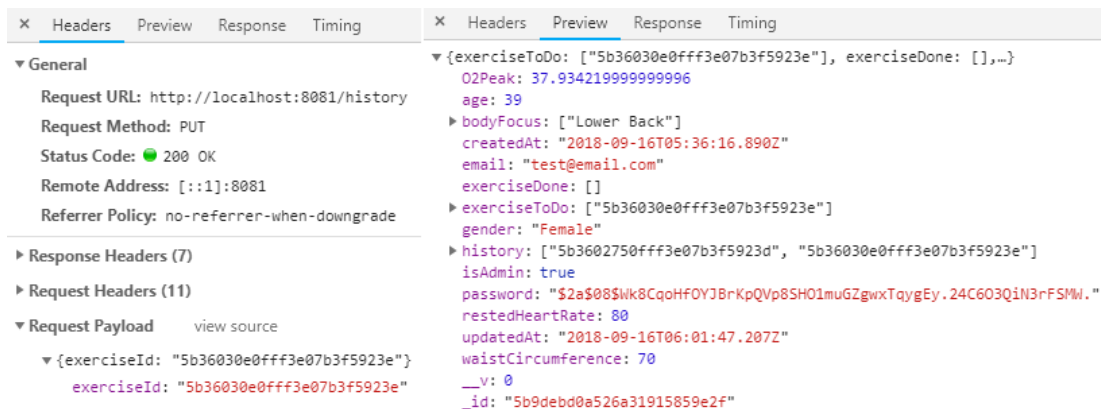 × Headers Preview Response Timing
▼ General
Request URL: http://localhost:8081/history
Request Method: PUT
Status Code: 200 OK
Remote Address: [::1]:8081
Referrer Policy: no-referrer-when-downgrade
▶ Response Headers (7)
▶ Request Headers (11)
▼ Request Payload view source
▼ {exerciseId: "5b36030e0fff3e07b3f5923e"}
exerciseId: "5b36030e0fff3e07b3f5923e"
× Headers Preview Response Timing
▼ {exerciseToDo: ["5b36030e0fff3e07b3f5923e"], exerciseDone: [],…}
O2Peak: 37.934219999999996
age: 39
▶ bodyFocus: ["Lower Back"]
createdAt: "2018-09-16T05:36:16.890Z"
email: "test@email.com"
exerciseDone: []
▶ exerciseToDo: ["5b36030e0fff3e07b3f5923e"]
gender: "Female"
▶ history: ["5b3602750fff3e07b3f5923d", "5b36030e0fff3e07b3f5923e"]
isAdmin: true
password: "$2a$08$Wk8CqoHfOYJBrKpQVp8SHO1muGZgwxTqygEy.24C6O3QiN3rFSMW."
restedHeartRate: 80
updatedAt: "2018-09-16T06:01:47.207Z"
waistCircumference: 70
__v: 0
_id: "5b9debd0a526a31915859e2f"